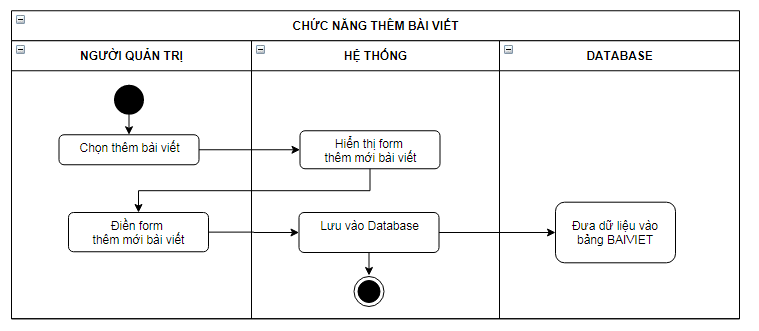 CHỨC NĂNG THÊM BÀI VIẾT
NGƯỜI QUẢN TRỊ
HỆ THỐNG
DATABASE
Chọn thêm bài viết
Hiển thị form
thêm mới bài viết
Điền form
thêm mới bài viết
Lưu vào Database
Đưa dữ liệu vào
bảng BAIVIET